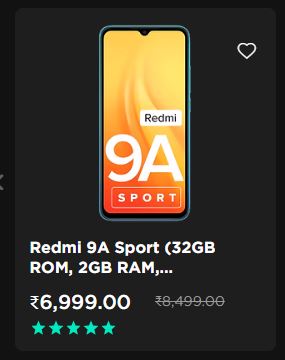 Redmi
9A
SPORT
Redmi 9A Sport (32GB
ROM, 2GB RAM,...
₹6,999.00 ₹8,499.00